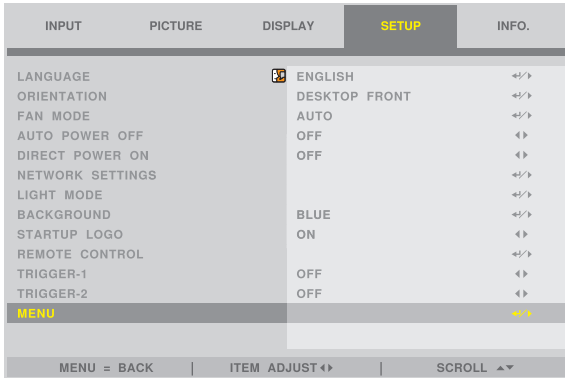 INPUT PICTURE DISPLAY SETUP INFO.
LANGUAGE ENGLISH
ORIENTATION DESKTOP FRONT
FAN MODE AUTO
AUTO POWER OFF OFF
DIRECT POWER ON OFF
NETWORK SETTINGS
LIGHT MODE
BACKGROUND BLUE
STARTUP LOGO ON
REMOTE CONTROL
TRIGGER-1 OFF
TRIGGER-2 OFF
MENU
MENU = BACK | ITEM ADJUST | SCROLL